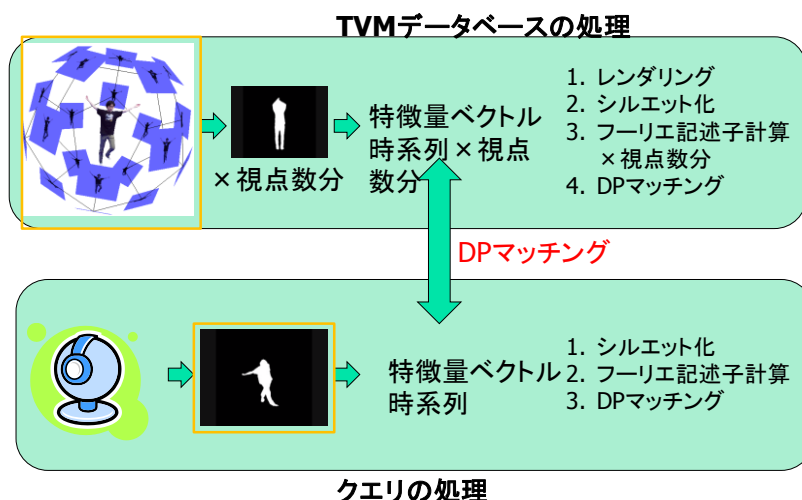 TVMデータベースの処理
×視点数分
特徴量ベクトル
時系列×視点
数分
1. レンダリング
2. シルエット化
3. フーリエ記述子計算
×視点数分
4. DPマッチング
DPマッチング
特徴量ベクトル
時系列
1. シルエット化
2. フーリエ記述子計算
3. DPマッチング
クエリの処理